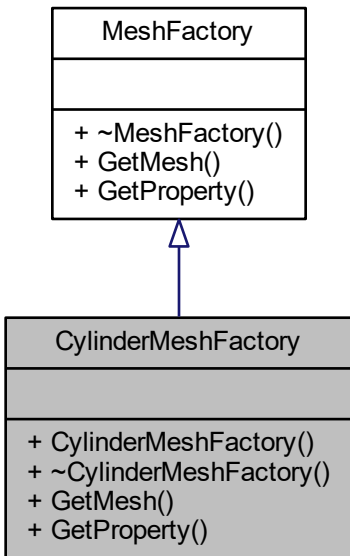 MeshFactory
+ ~MeshFactory()
+ GetMesh()
+ GetProperty()
CylinderMeshFactory
+ CylinderMeshFactory()
+ ~CylinderMeshFactory()
+ GetMesh()
+ GetProperty()